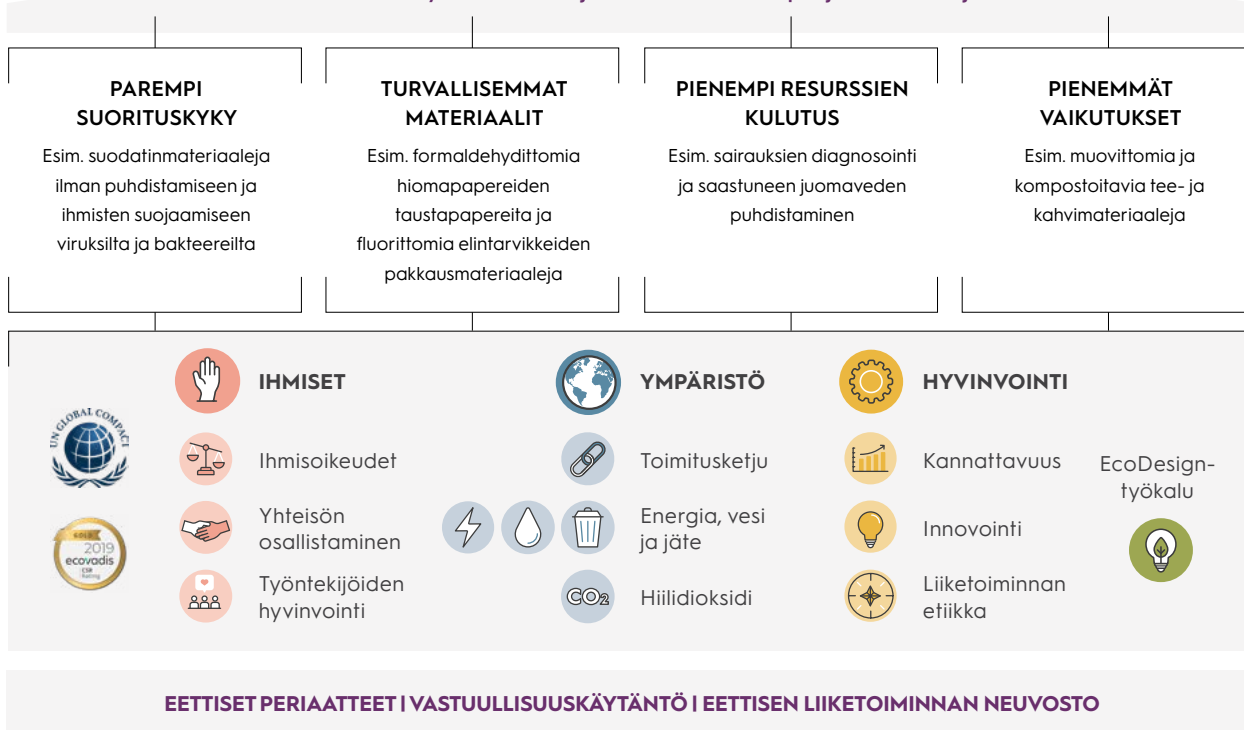 PAREMPI
SUORITUSKYKY
Esim. suodatinmateriaaleja
ilman puhdistamiseen ja
ihmisten suojaamiseen
viruksilta ja bakteereilta
TURVALLISEMMAT
MATERIAALIT
Esim. formaldehydittomia
hiomapapereiden
taustapapereita ja
fluorittomia elintarvikkeiden
pakkausmateriaaleja
PIENEMPI RESURSSIEN
KULUTUS
Esim. sairauksien diagnosointi
ja saastuneen juomaveden
puhdistaminen
PIENEMMÄT
VAIKUTUKSET
Esim. muovittomia ja
kompostoitavia tee- ja
kahvimateriaaleja
UN GLOBAL COMPACT
GOLD
2019
ecovadis
CSR
Rating
IHMISET
Ihmisoikeudet
Yhteisön
osallistaminen
Työntekijöiden
hyvinvointi
YMPÄRISTÖ
Toimitusketju
Energia, vesi
ja jäte
CO2
Hiilidioksidi
HYVINVOINTI
Kannattavuus
Innovointi
Liiketoiminnan
etiikka
EcoDesign-
työkalu
EETTISET PERIAATTEET | VASTUULLISUUSKÄYTÄNTÖ | EETTISEN LIIKETOIMINNAN NEUVOSTO